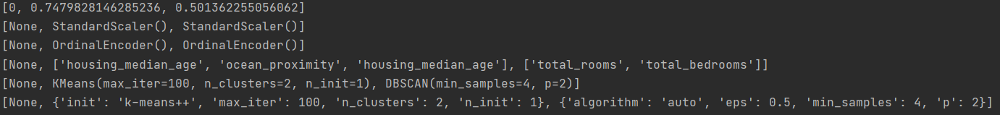 [0, 0.7479828146285236, 0.501362255056062]
[None, StandardScaler(), StandardScaler()]
[None, OrdinalEncoder(), OrdinalEncoder()]
[None, ['housing_median_age', 'ocean_proximity', 'housing_median_age'], ['total_rooms', 'total_bedrooms']]
[None, KMeans(max_iter=100, n_clusters=2, n_init=1), DBSCAN(min_samples=4, p=2)]
[None, {'init': 'k-means++', 'max_iter': 100, 'n_clusters': 2, 'n_init': 1}, {'algorithm': 'auto', 'eps': 0.5, 'min_samples': 4, 'p': 2}]